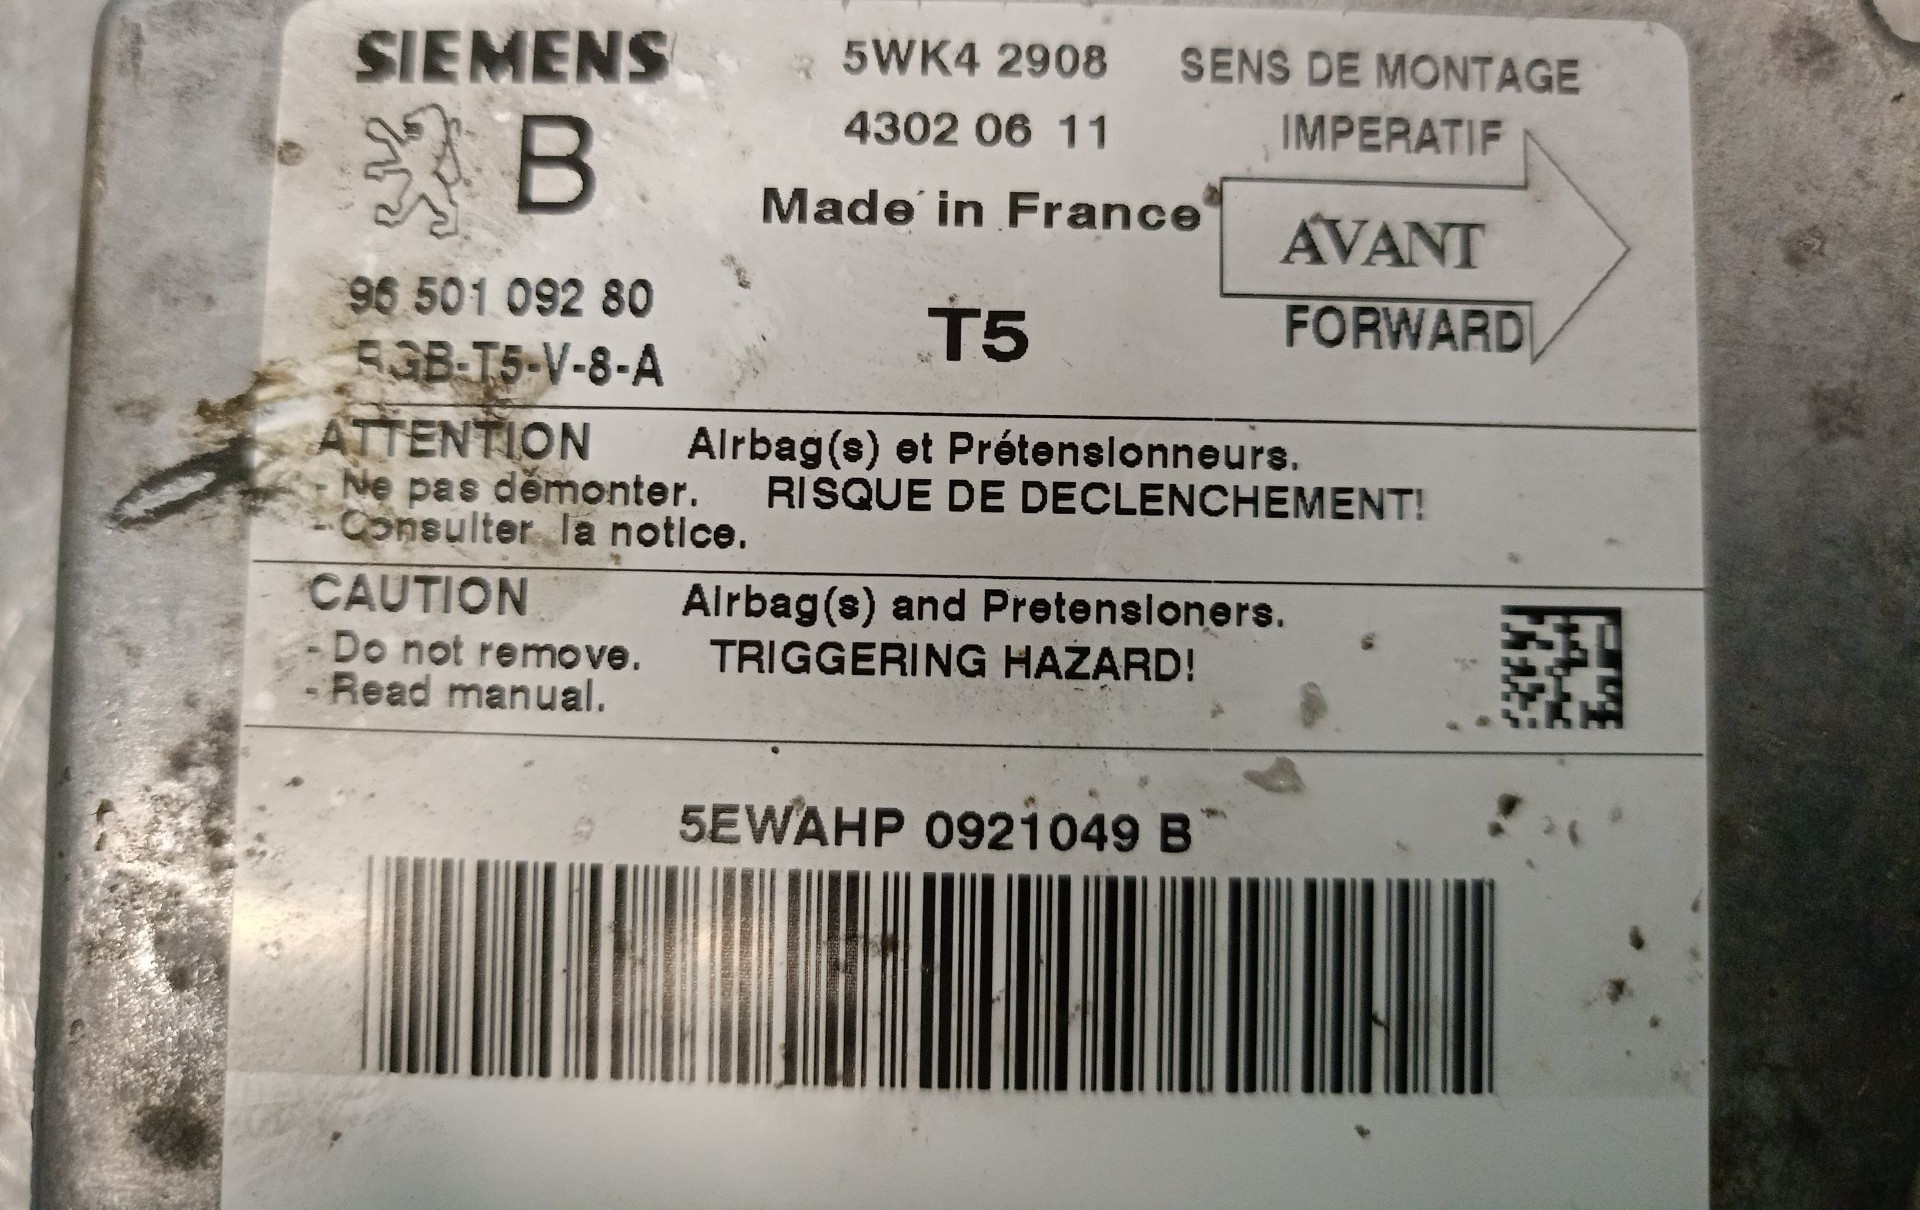 SIEMENS
5WK4 2908
SENS DE MONTAGE
B
4302 06 11
IMPERATIF
Made in France
AVANT
96 501 092 80
T5
FORWARD
RGB-T5-V-8-A
ATTENTION Airbag(s) et Prétensionneurs.
- Ne pas démonter. RISQUE DE DECLENCHEMENT!
- Consulter la notice.
CAUTION Airbag(s) and Pretensioners.
- Do not remove. TRIGGERING HAZARD!
- Read manual.
5EWAHP 0921049 B